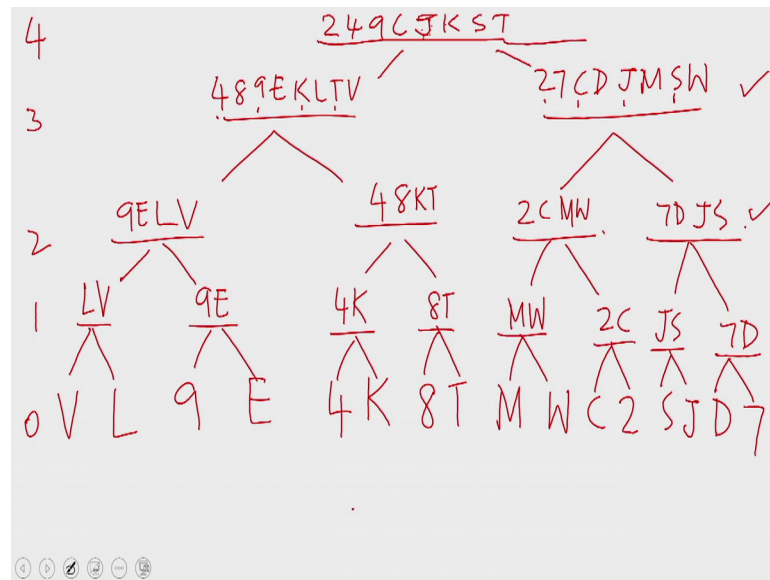 4 249CJKST
3 489EKLTV 27CDJMSW ✓
2 9ELV 48KT 2CMW 7DJS ✓
1 LV 9E 4K 8T MW 2C JS 7D
0 V L 9 E 4 K 8 T M W C 2 S J D 7